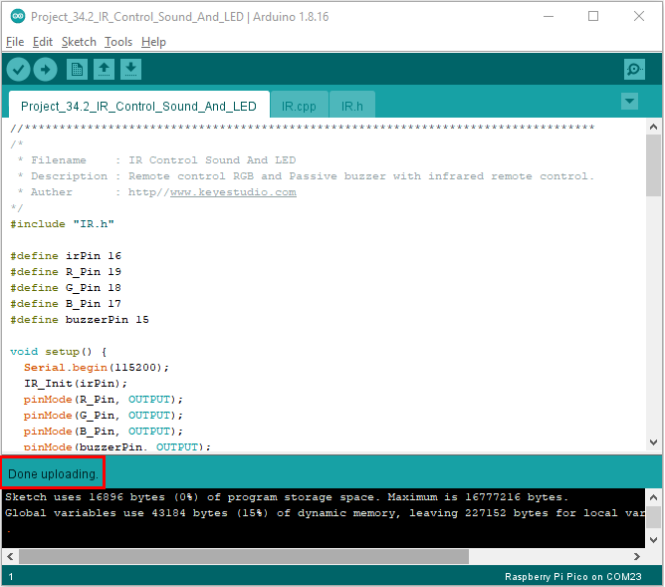 Project_34.2_IR_Control_Sound_And_LED | Arduino 1.8.16
File Edit Sketch Tools Help
Project_34.2_IR_Control_Sound_And_LED IR.cpp IR.h
//**********************************************************************************
/*
 * Filename    : IR Control Sound And LED
 * Description : Remote control RGB and Passive buzzer with infrared remote control.
 * Auther      : http//www.keyestudio.com
*/
#include "IR.h"
#define irPin 16
#define R_Pin 19
#define G_Pin 18
#define B_Pin 17
#define buzzerPin 15
void setup() {
  Serial.begin(115200);
  IR_Init(irPin);
  pinMode(R_Pin, OUTPUT);
  pinMode(G_Pin, OUTPUT);
  pinMode(B_Pin, OUTPUT);
  pinMode(buzzerPin, OUTPUT);
Done uploading.
Sketch uses 16896 bytes (0%) of program storage space. Maximum is 16777216 bytes.
Global variables use 43184 bytes (15%) of dynamic memory, leaving 227152 bytes for local var
.
1 Raspberry Pi Pico on COM23